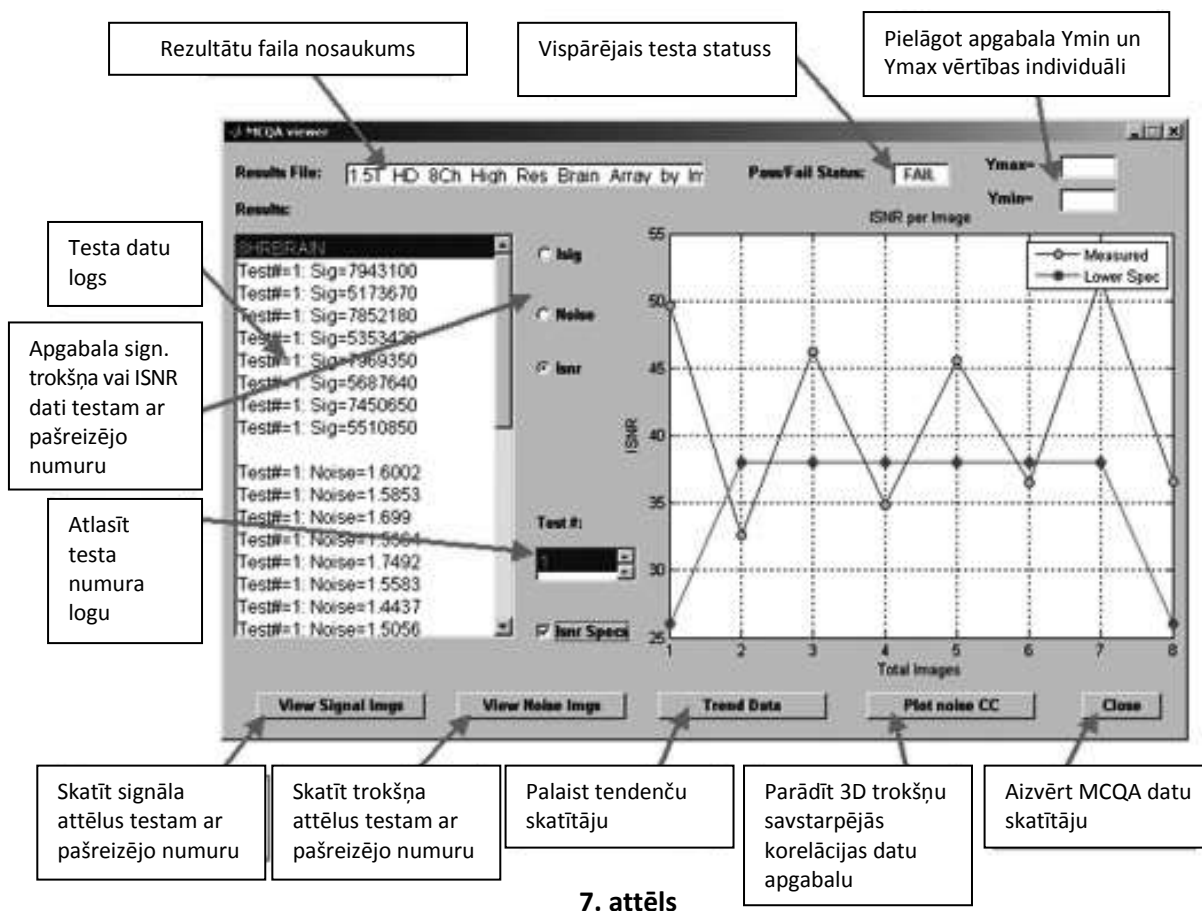 Rezultātu faila nosaukums
Vispārējais testa statuss
Pielāgot apgabala Ymin un
Ymax vērtības individuāli
MCQA viewer
Results File:
1.5T HD 8Ch High Res Brain Array by Im
Pass/Fail Status:
FAIL
Ymax=
Ymin=
Results:
8HRBRAIN
Test#=1: Sig=7943100
Test#=1: Sig=5173670
Test#=1: Sig=7852180
Test#=1: Sig=5353420
Test#=1: Sig=7969350
Test#=1: Sig=5687640
Test#=1: Sig=7450650
Test#=1: Sig=5510850
Test#=1: Noise=1.6002
Test#=1: Noise=1.5853
Test#=1: Noise=1.699
Test#=1:
Test#=1: Noise=1.7492
Test#=1: Noise=1.5583
Test#=1: Noise=1.4437
Test#=1: Noise=1.5056
Isig
Noise
Isnr
Test #:
1
Isnr Specs
ISNR per Image
Measured
Lower Spec
ISNR
55
50
45
40
35
30
25
1 2 3 4 5 6 7 8
Total Images
View Signal Imgs
View Noise Imgs
Trend Data
Plot noise CC
Close
Testa datu
logs
Apgabala sign.
trokšņa vai ISNR
dati testam ar
pašreizējo
numuru
Atlasīt
testa
numura
logu
Skatīt signāla
attēlus testam ar
pašreizējo numuru
Skatīt trokšņa
attēlus testam ar
pašreizējo numuru
Palaist tendenču
skatītāju
Parādīt 3D trokšņu
savstarpējās
korelācijas datu
apgabalu
Aizvērt MCQA datu
skatītāju
7. attēls